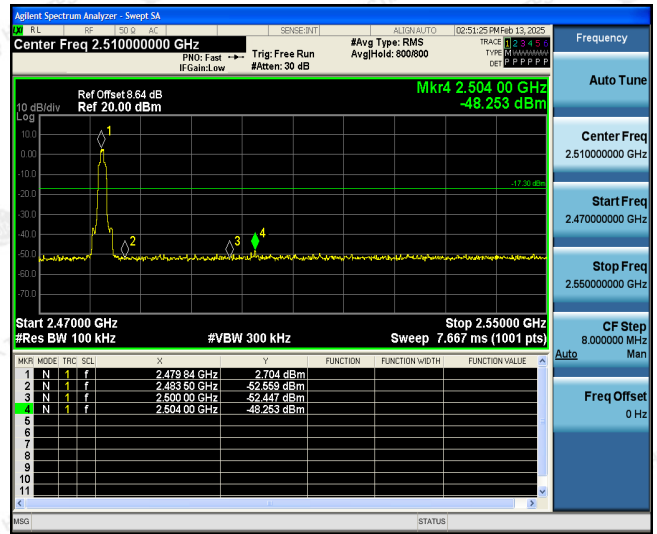 Agilent Spectrum Analyzer - Swept SA
LXI RL RF 50 Ω AC SENSE:INT ALIGN AUTO 02:51:25 PM Feb 13, 2025
Center Freq 2.510000000 GHz
PNO: Fast
IFGain:Low
Trig: Free Run
#Atten: 30 dB
#Avg Type: RMS
Avg|Hold: 800/800
TRACE 1 2 3 4 5 6
TYPE M WWWWW
DET P P P P P P
Ref Offset 8.64 dB
Ref 20.00 dBm
10 dB/div
Log
Mkr4 2.504 00 GHz
-48.253 dBm
10.0
0.00
-10.0
-20.0
-30.0
-40.0
-50.0
-60.0
-70.0
1
2
3
4
-17.30 dBm
Start 2.47000 GHz Stop 2.55000 GHz
#Res BW 100 kHz #VBW 300 kHz Sweep 7.667 ms (1001 pts)
MKR MODE TRC SCL X Y FUNCTION FUNCTION WIDTH FUNCTION VALUE
1 N 1 f 2.479 84 GHz 2.704 dBm
2 N 1 f 2.483 50 GHz -52.559 dBm
3 N 1 f 2.500 00 GHz -52.447 dBm
4 N 1 f 2.504 00 GHz -48.253 dBm
5
6
7
8
9
10
11
MSG STATUS
Frequency
Auto Tune
Center Freq
2.510000000 GHz
Start Freq
2.470000000 GHz
Stop Freq
2.550000000 GHz
CF Step
8.000000 MHz
Auto Man
Freq Offset
0 Hz